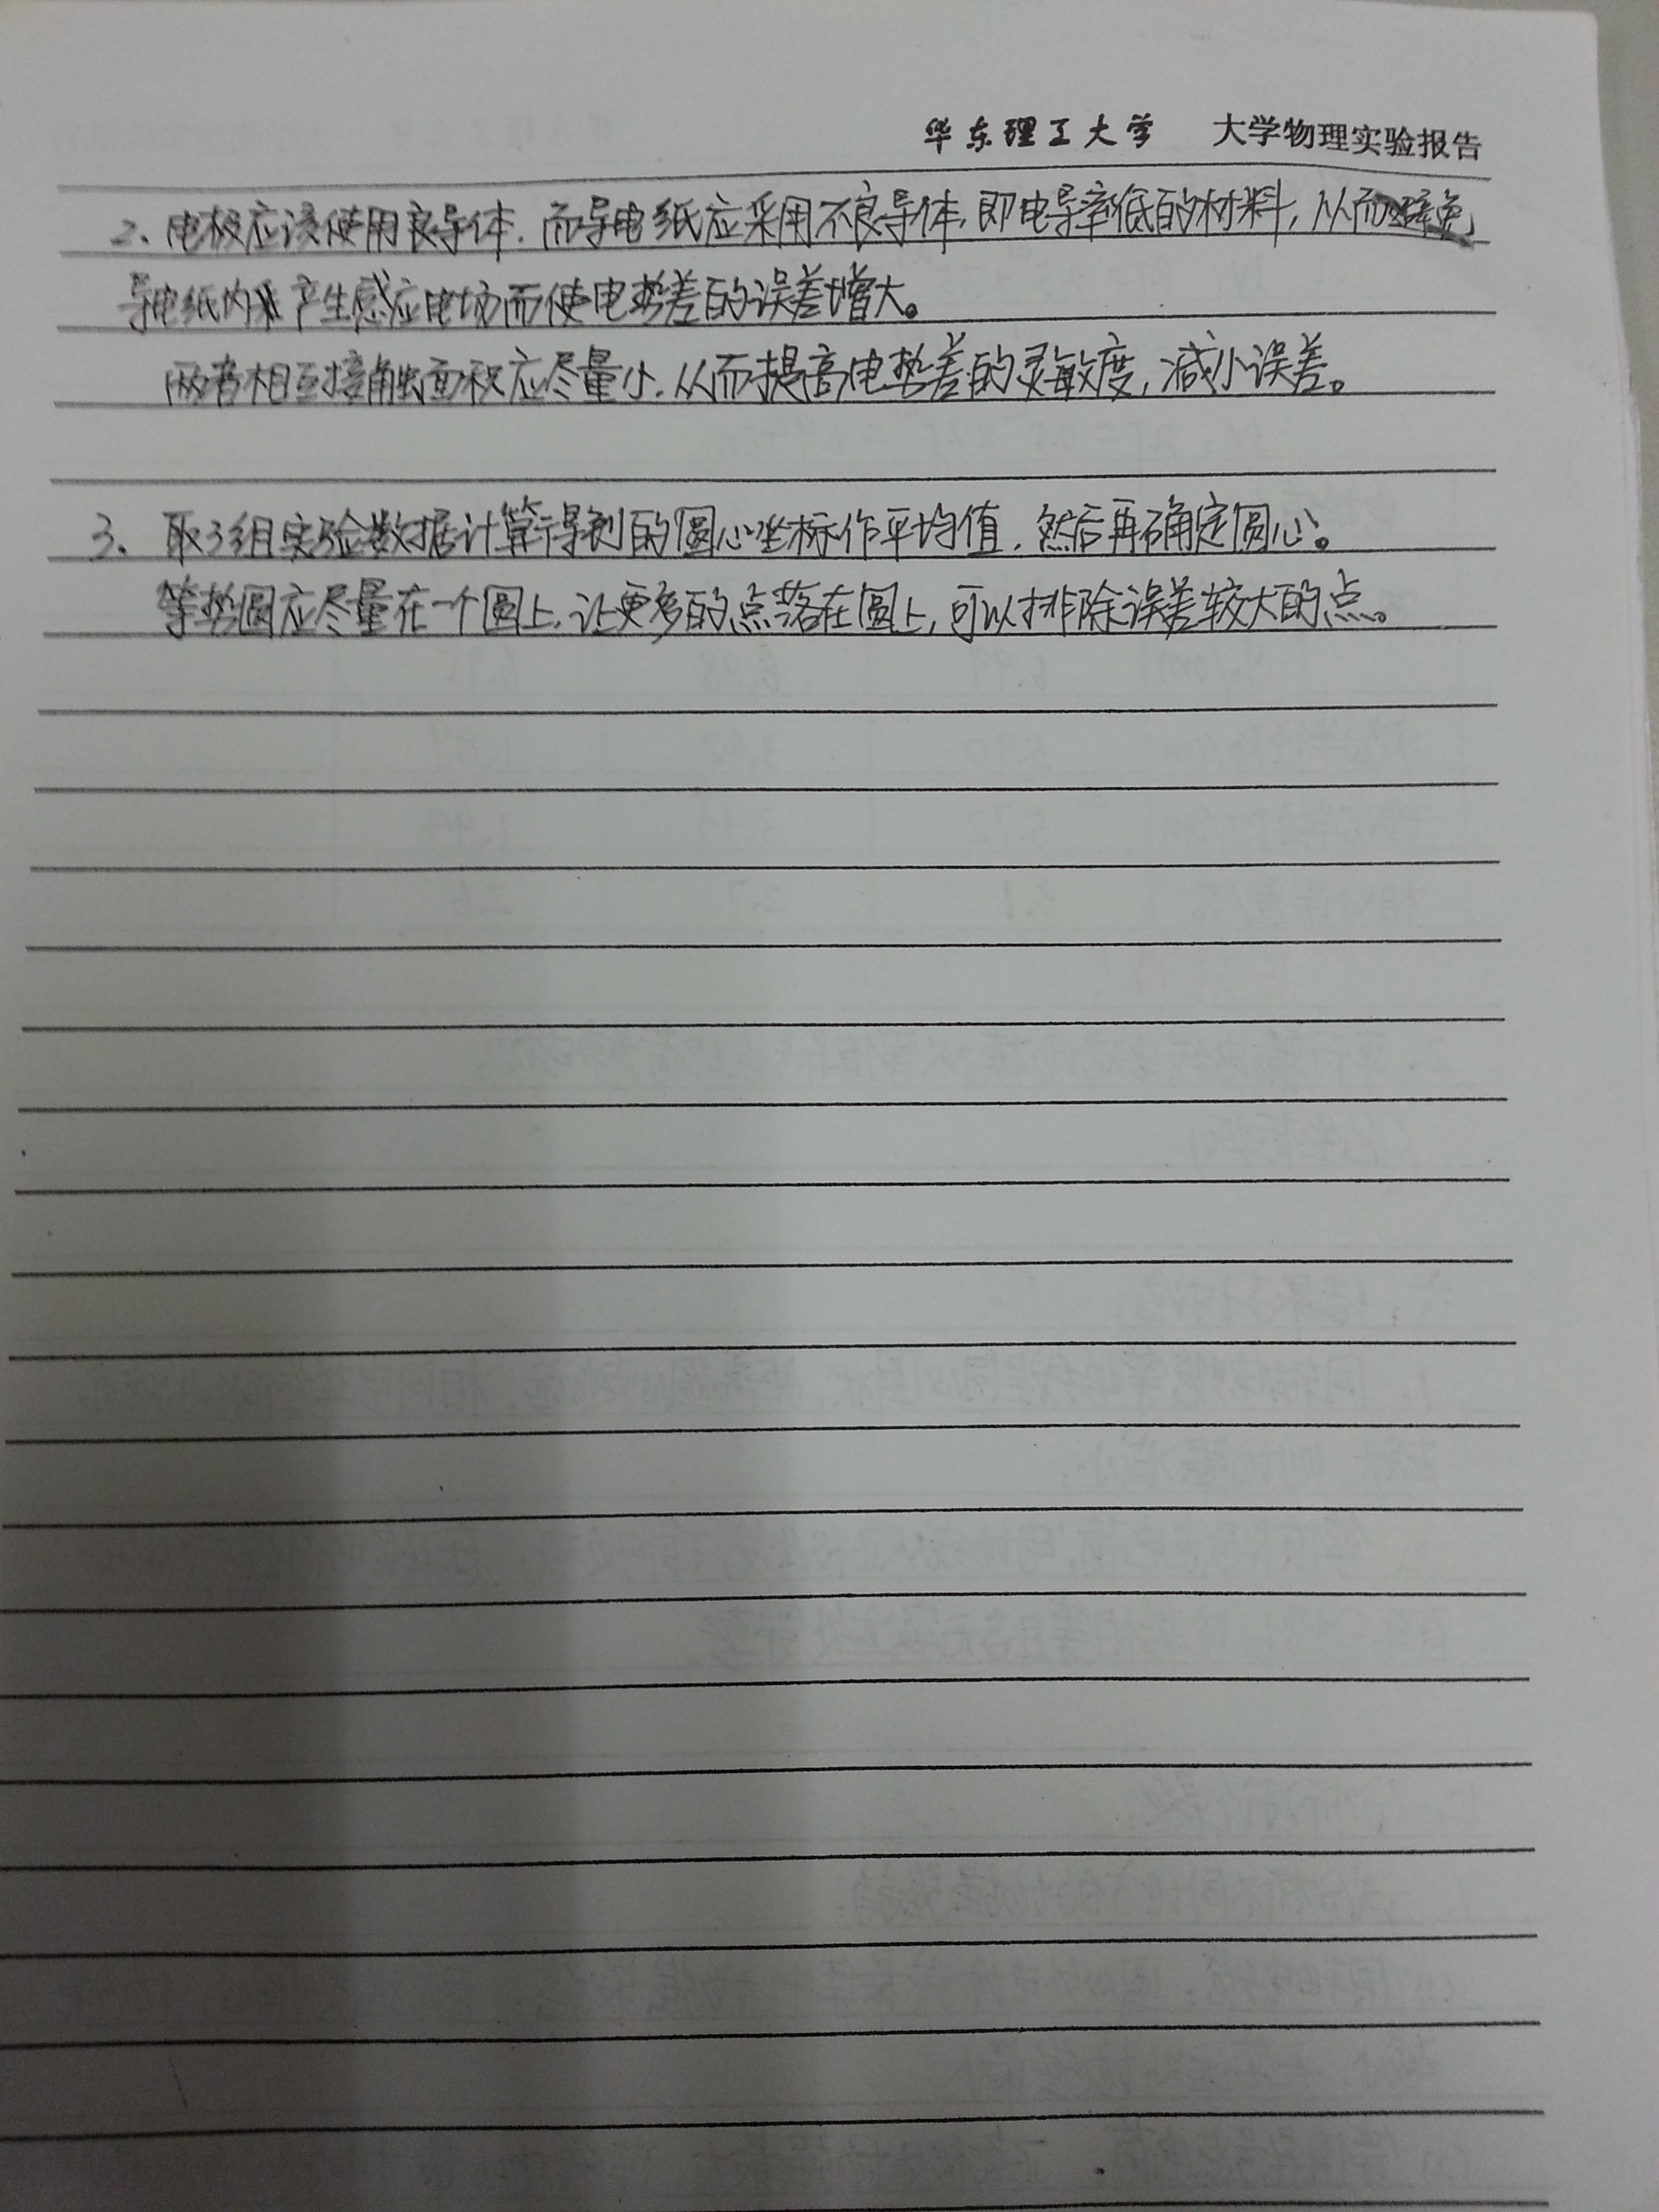 华东理工大学 大学物理实验报告
2、电极应该使用良导体，而导电纸应采用不良导体，即电导率低的材料，从而避免
导电纸内产生感应电场而使电势差的误差增大。
两者相互接触面积应尽量小，从而提高电势差的灵敏度，减小误差。
3、取3组实验数据计算得到的圆心坐标作平均值，然后再确定圆心。
等势圆应尽量在一个圆上，让更多的点落在圆上，可以排除误差较大的点。